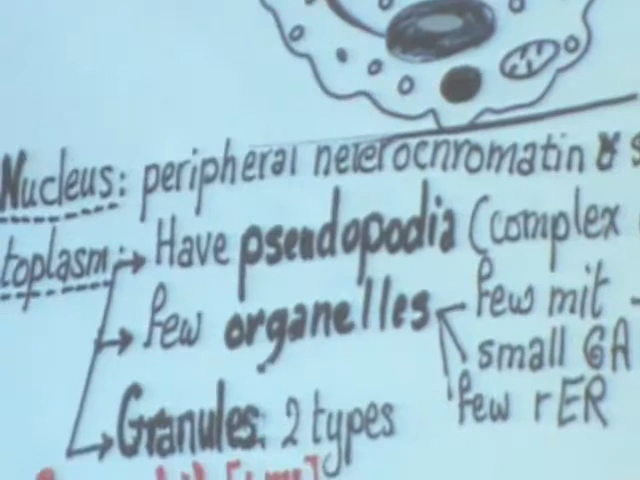 Nucleus: peripheral heterochromatin & s
toplasm: → Have pseudopodia (complex
→ few organelles few mit
small GA
few rER
→ Granules: 2 types